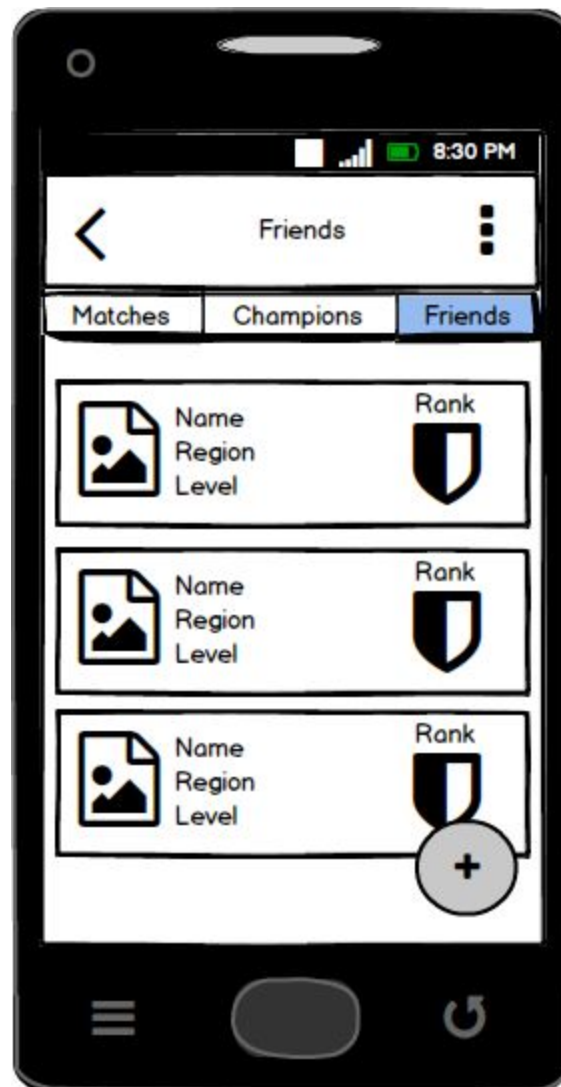 8:30 PM
Friends
Matches Champions Friends
Name
Region
Level
Rank
Name
Region
Level
Rank
Name
Region
Level
Rank
+